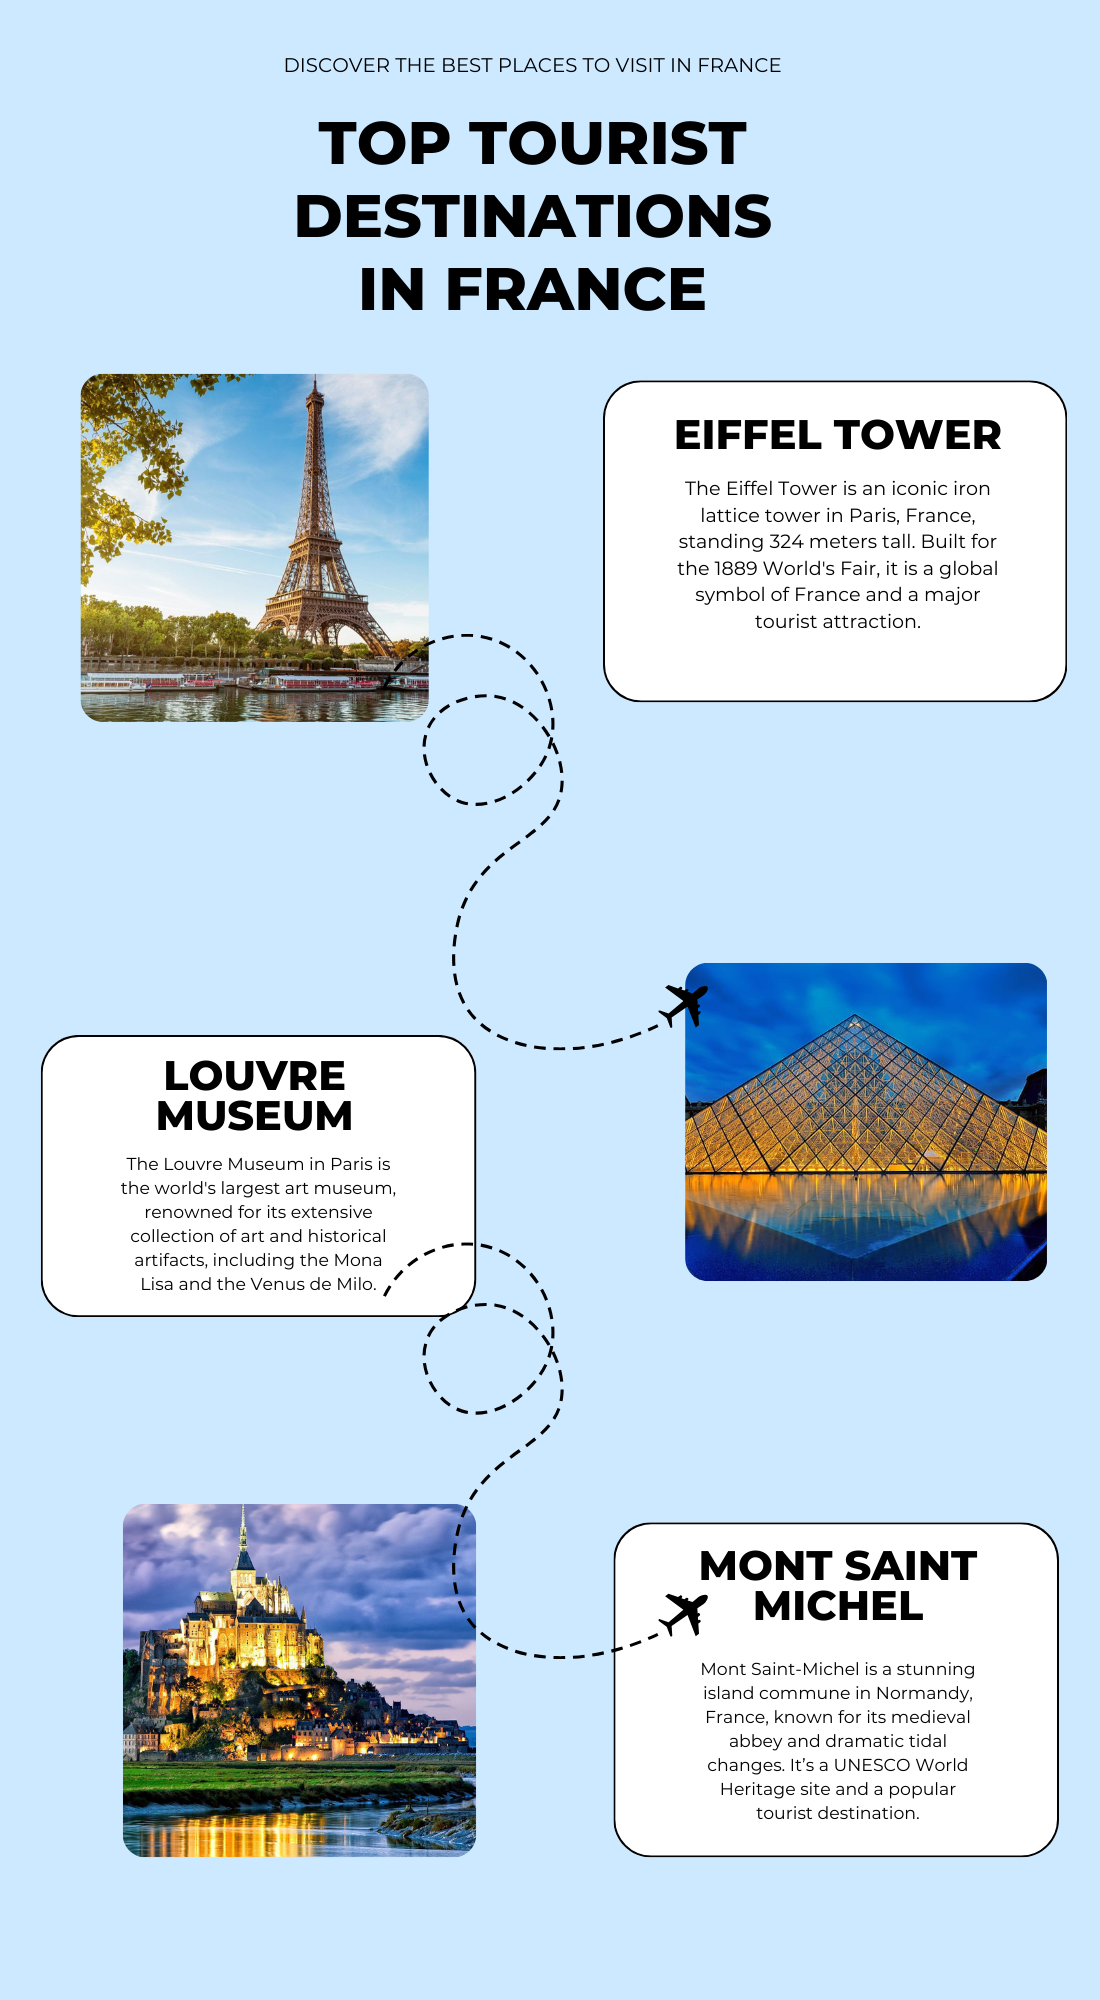 DISCOVER THE BEST PLACES TO VISIT IN FRANCE
TOP TOURIST
DESTINATIONS
IN FRANCE
EIFFEL TOWER
The Eiffel Tower is an iconic iron
lattice tower in Paris, France,
standing 324 meters tall. Built for
the 1889 World's Fair, it is a global
symbol of France and a major
tourist attraction.
LOUVRE
MUSEUM
The Louvre Museum in Paris is
the world's largest art museum,
renowned for its extensive
collection of art and historical
artifacts, including the Mona
Lisa and the Venus de Milo.
MONT SAINT
MICHEL
Mont Saint-Michel is a stunning
island commune in Normandy,
France, known for its medieval
abbey and dramatic tidal
changes. It’s a UNESCO World
Heritage site and a popular
tourist destination.